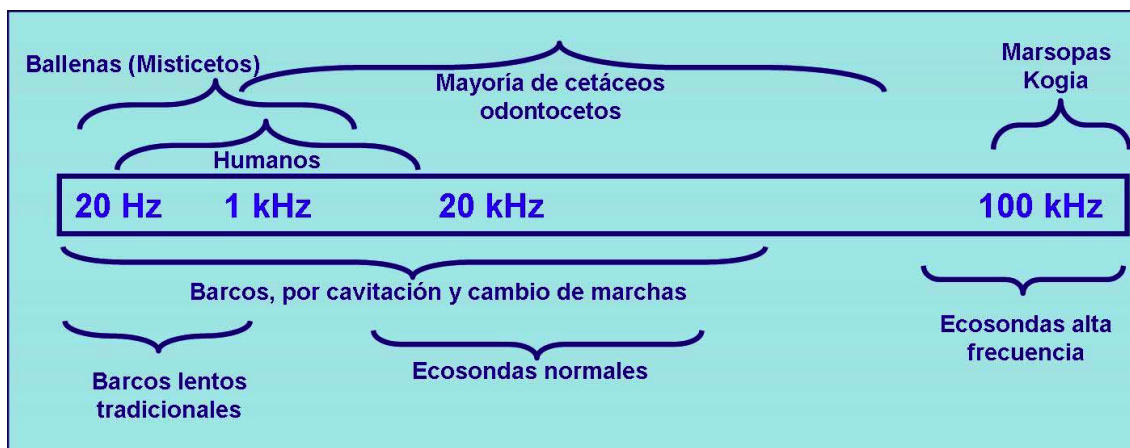 Ballenas (Misticetos)
Mayoría de cetáceos
odontocetos
Marsopas
Kogia
Humanos
20 Hz 1 kHz 20 kHz 100 kHz
Barcos, por cavitación y cambio de marchas
Barcos lentos
tradicionales
Ecosondas normales
Ecosondas alta
frecuencia